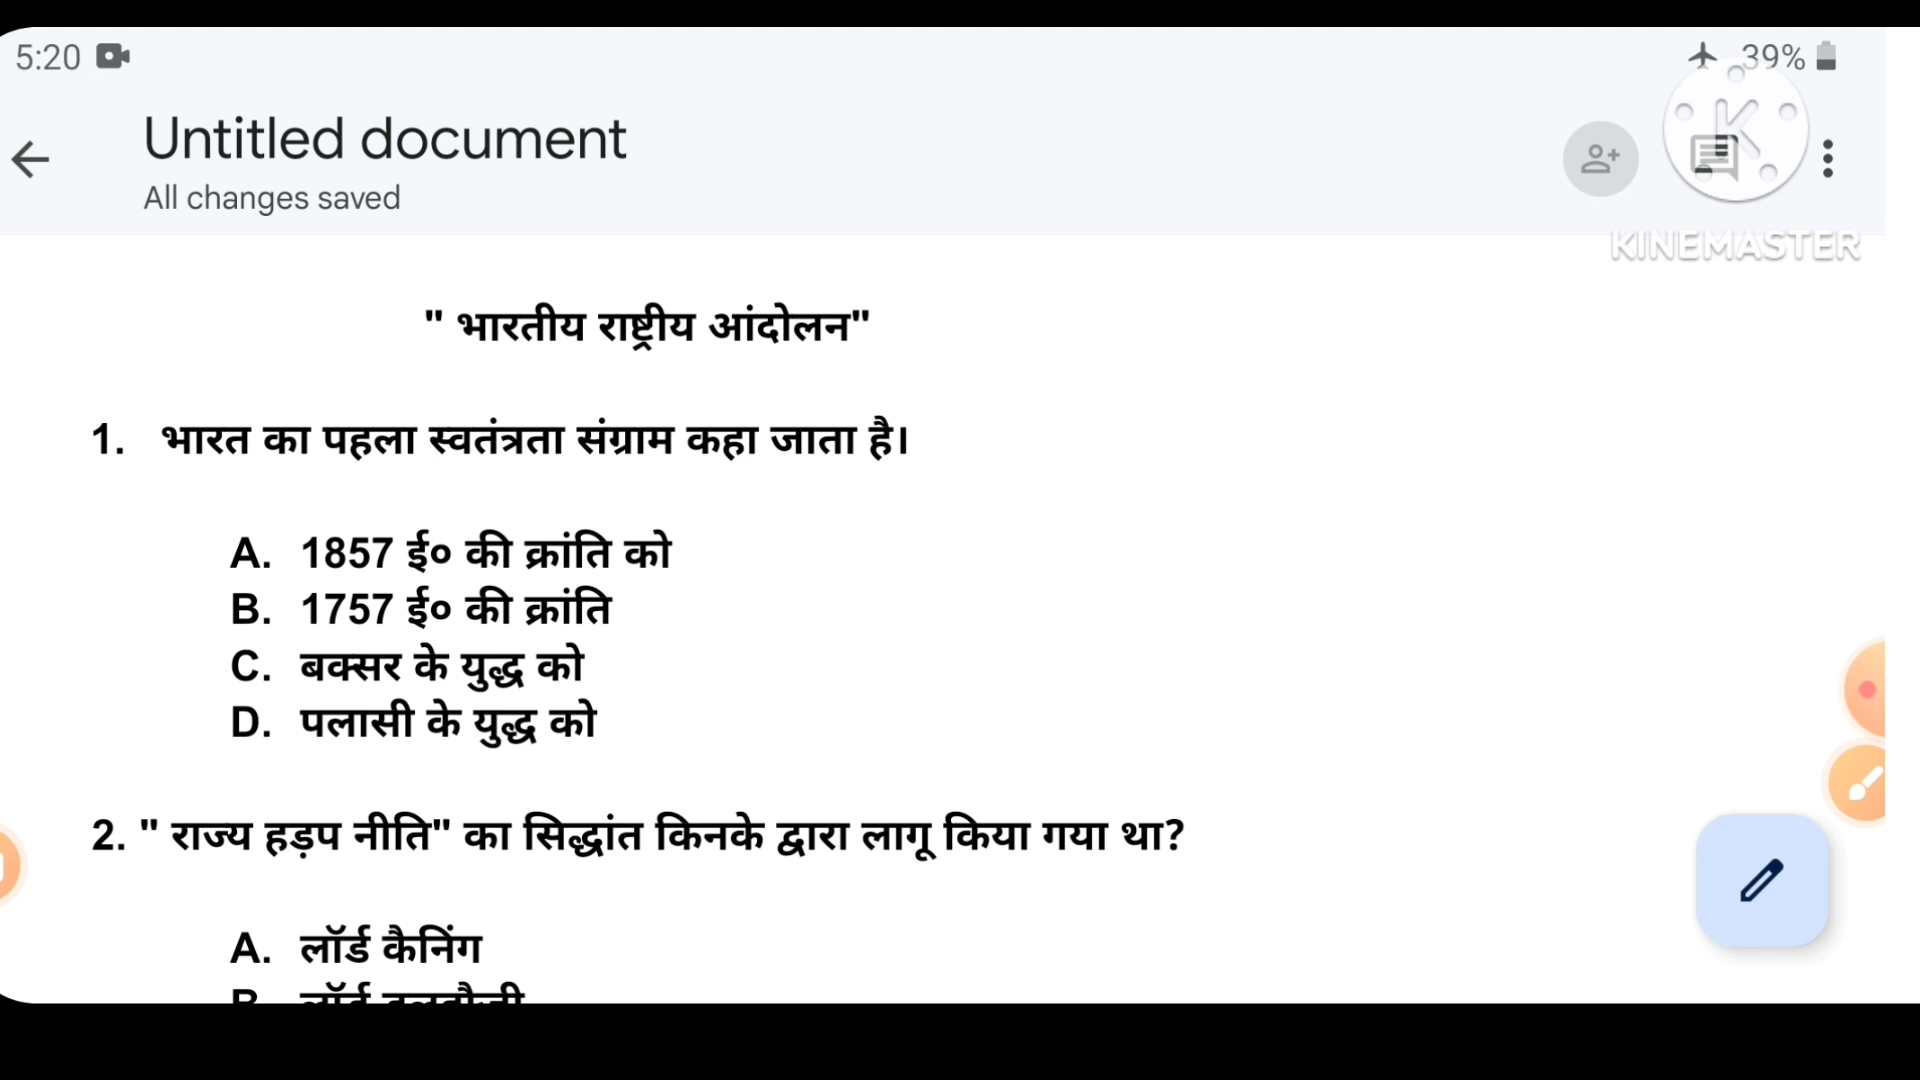 5:20
39%
Untitled document
All changes saved
KINEMASTER
" भारतीय राष्ट्रीय आंदोलन"
1. भारत का पहला स्वतंत्रता संग्राम कहा जाता है।
A. 1857 ई० की क्रांति को
B. 1757 ई० की क्रांति
C. बक्सर के युद्ध को
D. पलासी के युद्ध को
2. " राज्य हड़प नीति" का सिद्धांत किनके द्वारा लागू किया गया था?
A. लॉर्ड कैनिंग